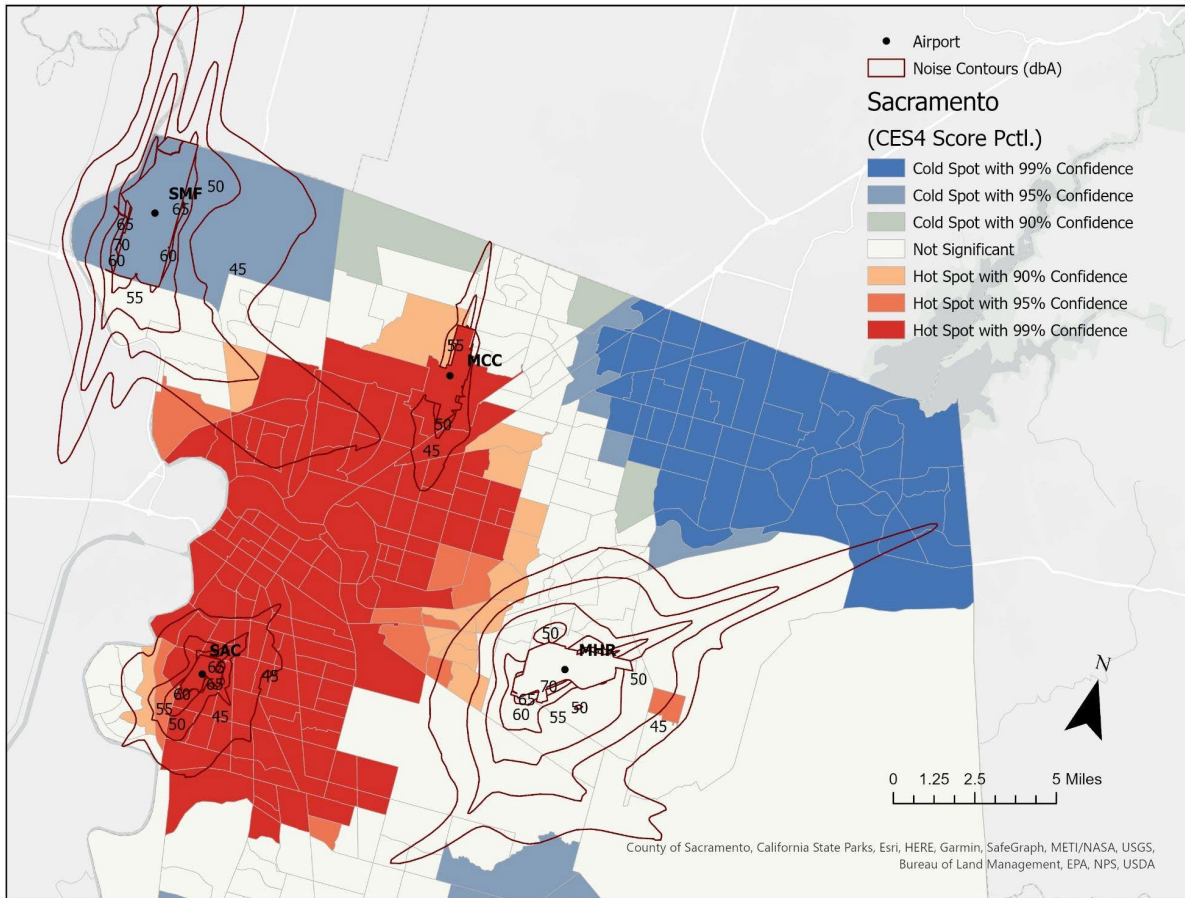 Airport
Noise Contours (dbA)
Sacramento
(CES4 Score Pctl.)
Cold Spot with 99% Confidence
Cold Spot with 95% Confidence
Cold Spot with 90% Confidence
Not Significant
Hot Spot with 90% Confidence
Hot Spot with 95% Confidence
Hot Spot with 99% Confidence
50
SMF
65
65
70
60
60
45
55
55
MCC
50
45
50
SAC
MHR
65
65
45
60
55
45
50
50
70
65
50
60
55
45
N
0 1.25 2.5 5 Miles
County of Sacramento, California State Parks, Esri, HERE, Garmin, SafeGraph, METI/NASA, USGS,
Bureau of Land Management, EPA, NPS, USDA